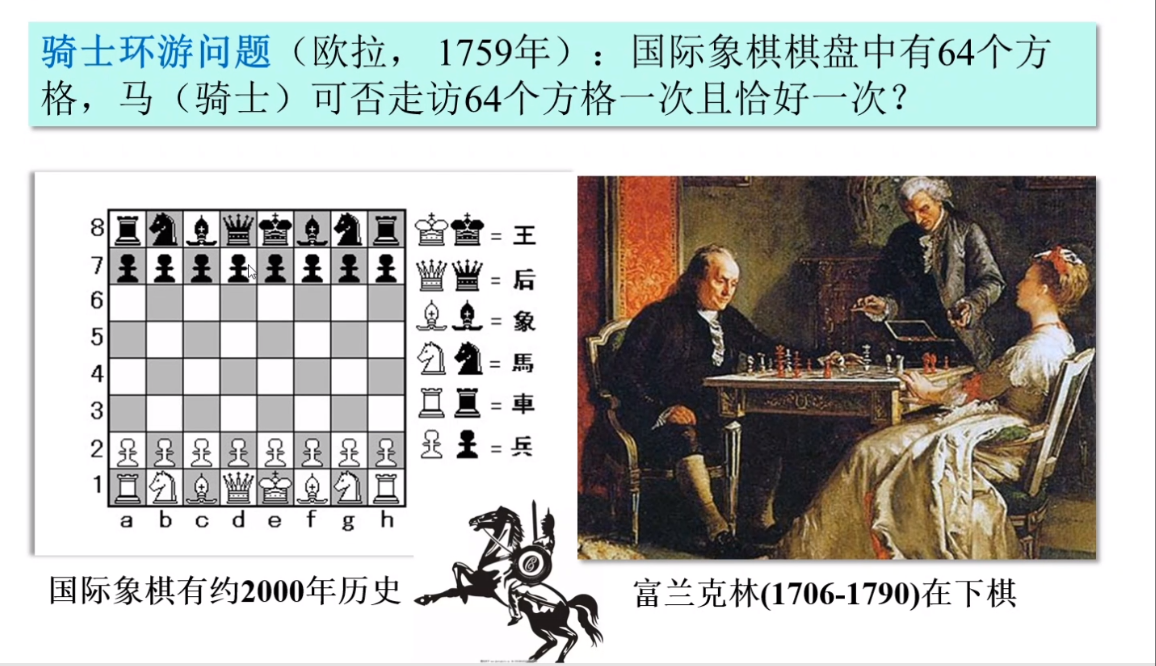 骑士环游问题（欧拉， 1759年）：国际象棋棋盘中有64个方
格，马（骑士）可否走访64个方格一次且恰好一次？
8
7
6
5
4
3
2
1
a b c d e f g h
= 王
= 后
= 象
= 馬
= 車
= 兵
国际象棋有约2000年历史
富兰克林(1706-1790)在下棋